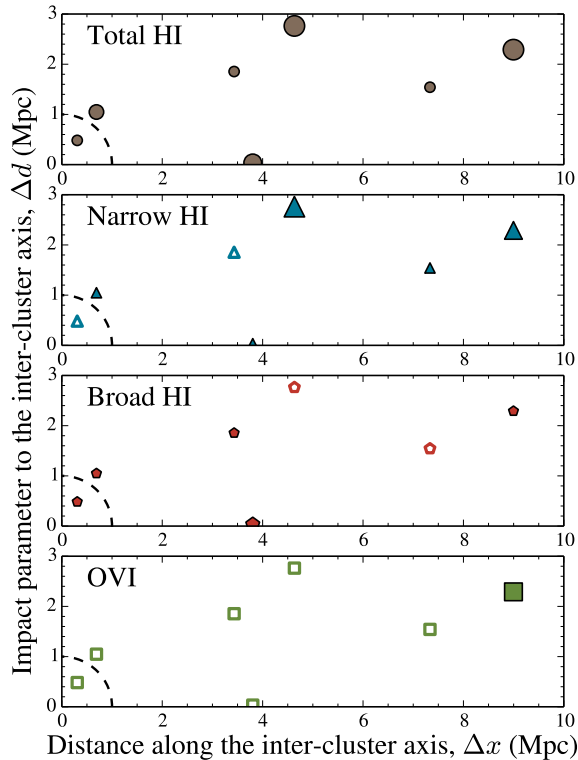 Impact parameter to the inter-cluster axis, Δd (Mpc)
Total HI
3
2
1
0
0 2 4 6 8 10
Narrow HI
3
2
1
0
0 2 4 6 8 10
Broad HI
3
2
1
0
0 2 4 6 8 10
OVI
3
2
1
0
0 2 4 6 8 10
Distance along the inter-cluster axis, Δx (Mpc)